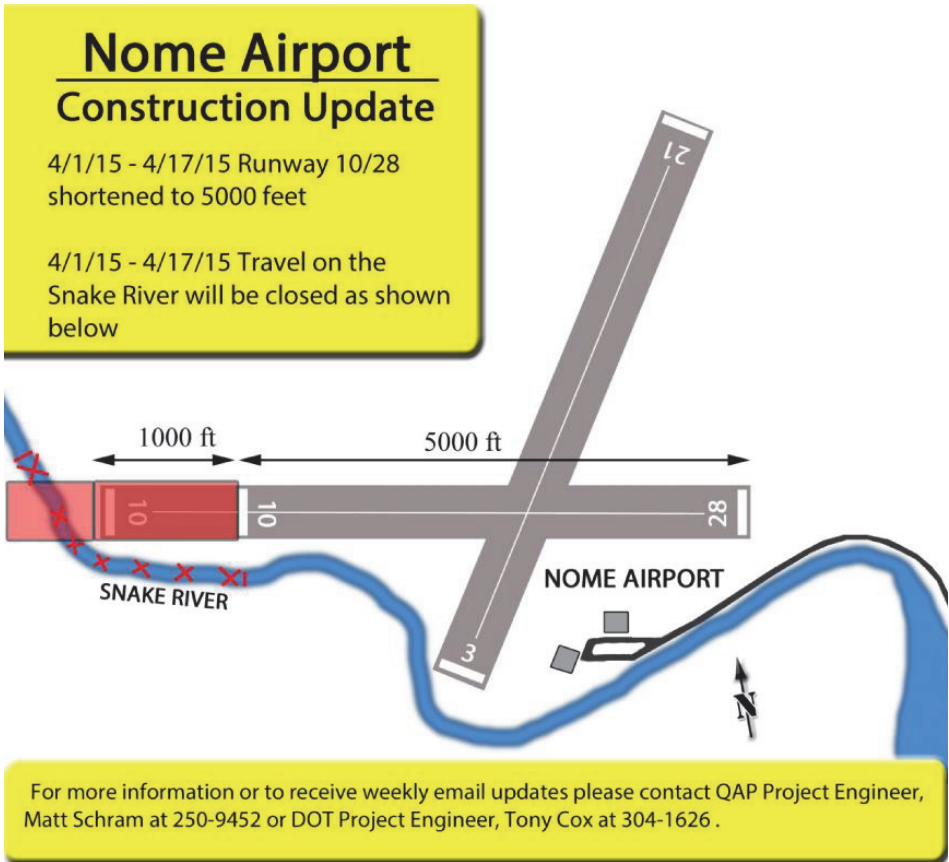 Nome Airport
Construction Update
4/1/15 - 4/17/15 Runway 10/28
shortened to 5000 feet
4/1/15 - 4/17/15 Travel on the
Snake River will be closed as shown
below
21
1000 ft
5000 ft
10
10
28
SNAKE RIVER
NOME AIRPORT
3
N
For more information or to receive weekly email updates please contact QAP Project Engineer,
Matt Schram at 250-9452 or DOT Project Engineer, Tony Cox at 304-1626 .